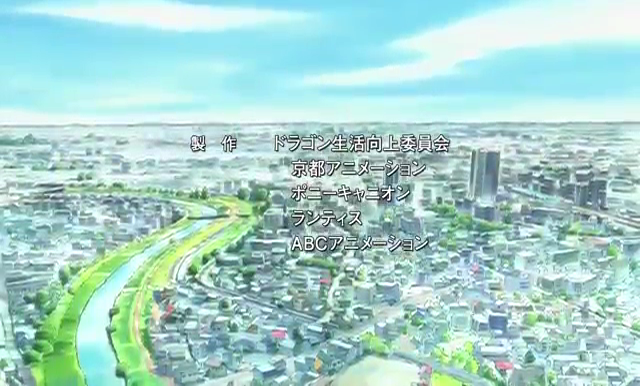 製作 ドラゴン生活向上委員会
京都アニメーション
ポニーキャニオン
ランティス
ABCアニメーション